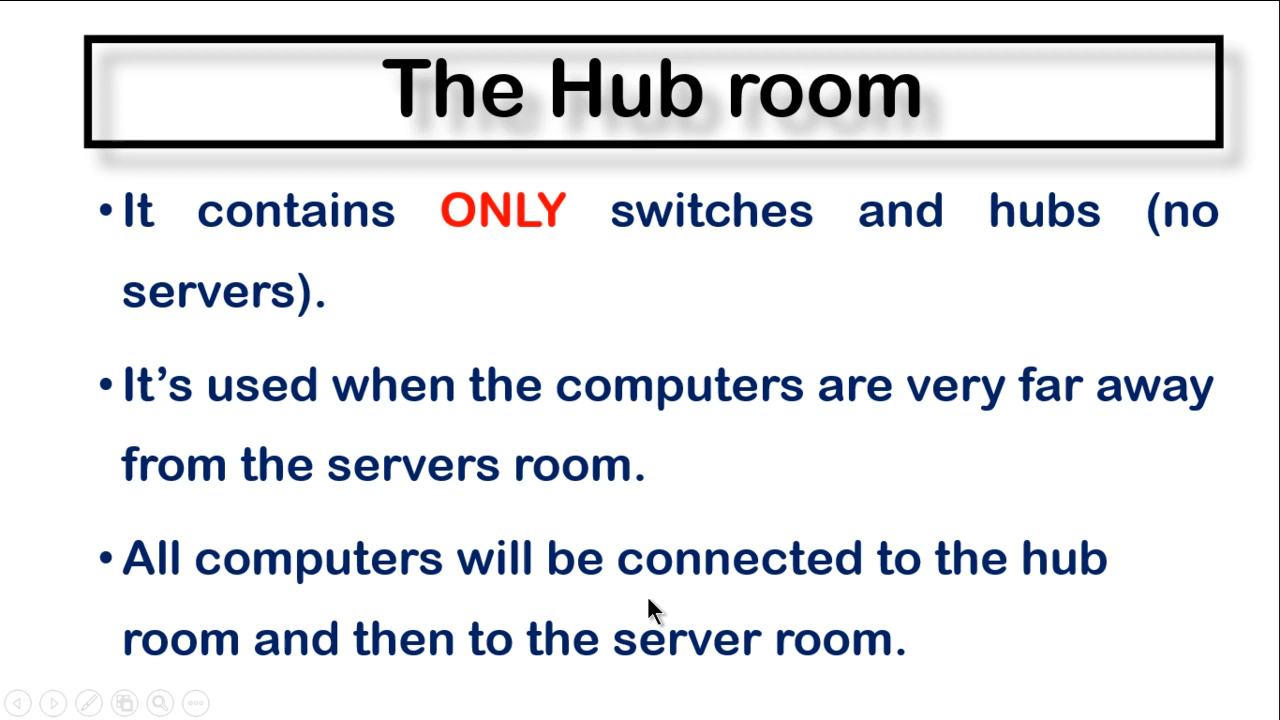 The Hub room
•It contains ONLY switches and hubs (no
servers).
•It’s used when the computers are very far away
from the servers room.
•All computers will be connected to the hub
room and then to the server room.